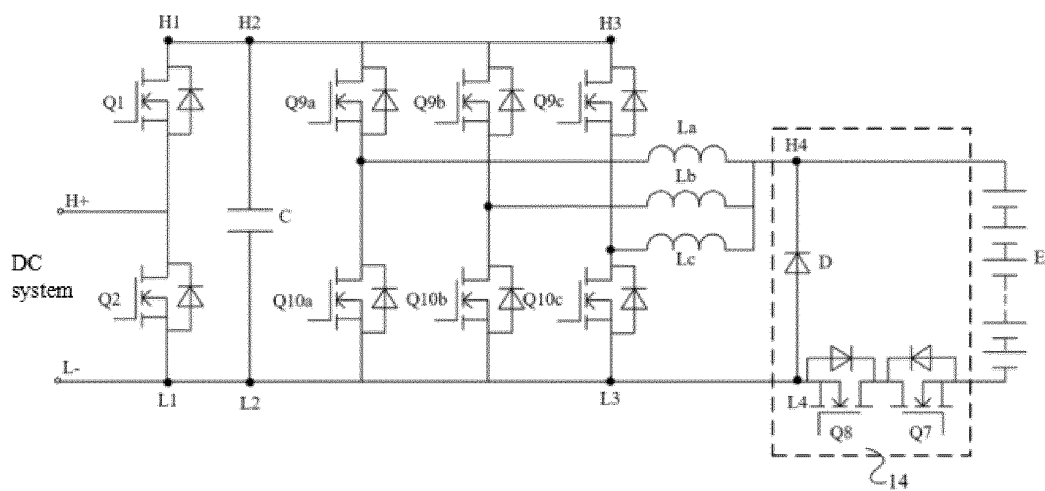 H1
H2
H3
Q1
Q9a
Q9b
Q9c
La
H4
Lb
H+
C
Lc
E
DC
system
D
Q2
Q10a
Q10b
Q10c
L-
L1
L2
L3
L4
Q8
Q7
14